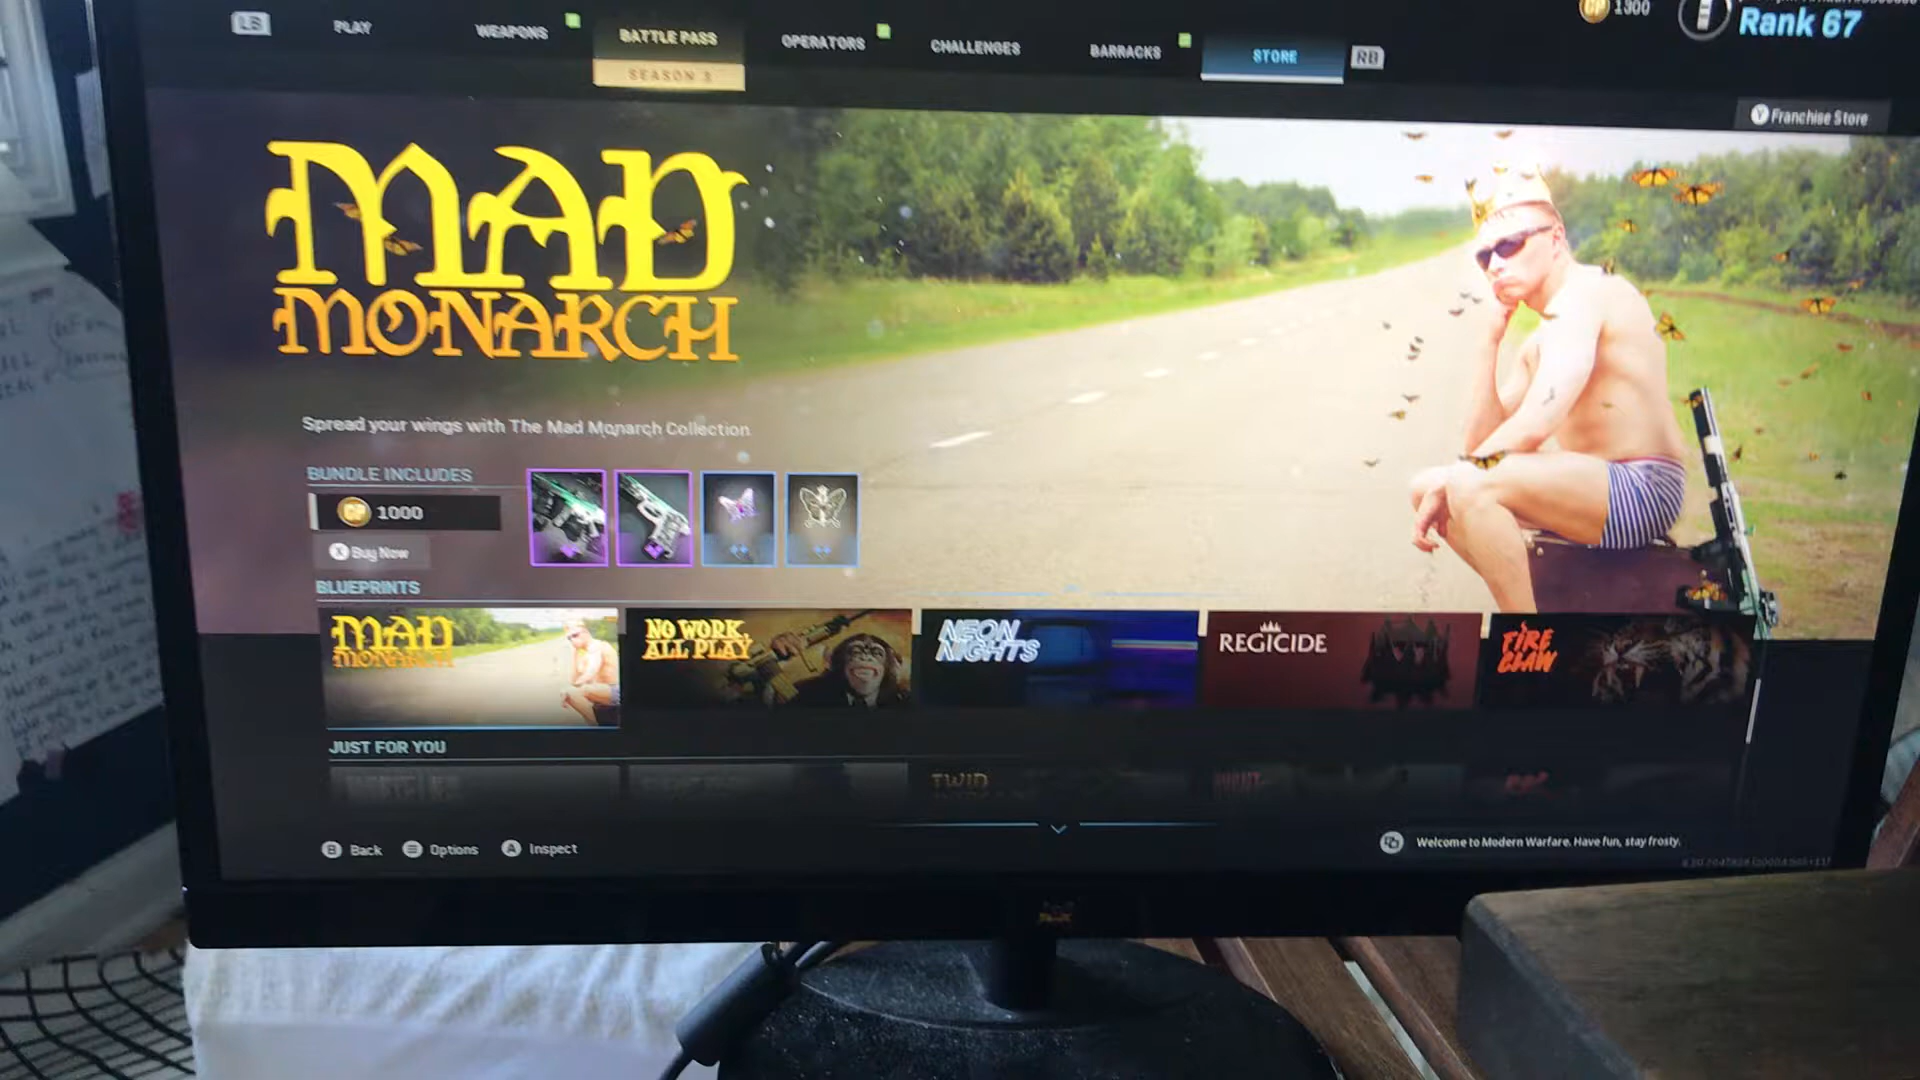 LB
PLAY
WEAPONS
BATTLE PASS
SEASON 3
OPERATORS
CHALLENGES
BARRACKS
STORE
RB
CP 1300
Rank 67
Y Franchise Store
MAD
MONARCH
Spread your wings with The Mad Monarch Collection
BUNDLE INCLUDES
CP 1000
X Buy Now
BLUEPRINTS
MAD
MONARCH
NO WORK,
ALL PLAY
NEON
NIGHTS
REGICIDE
FIRE
CLAW
JUST FOR YOU
B Back
Options
A Inspect
Welcome to Modern Warfare. Have fun, stay frosty.